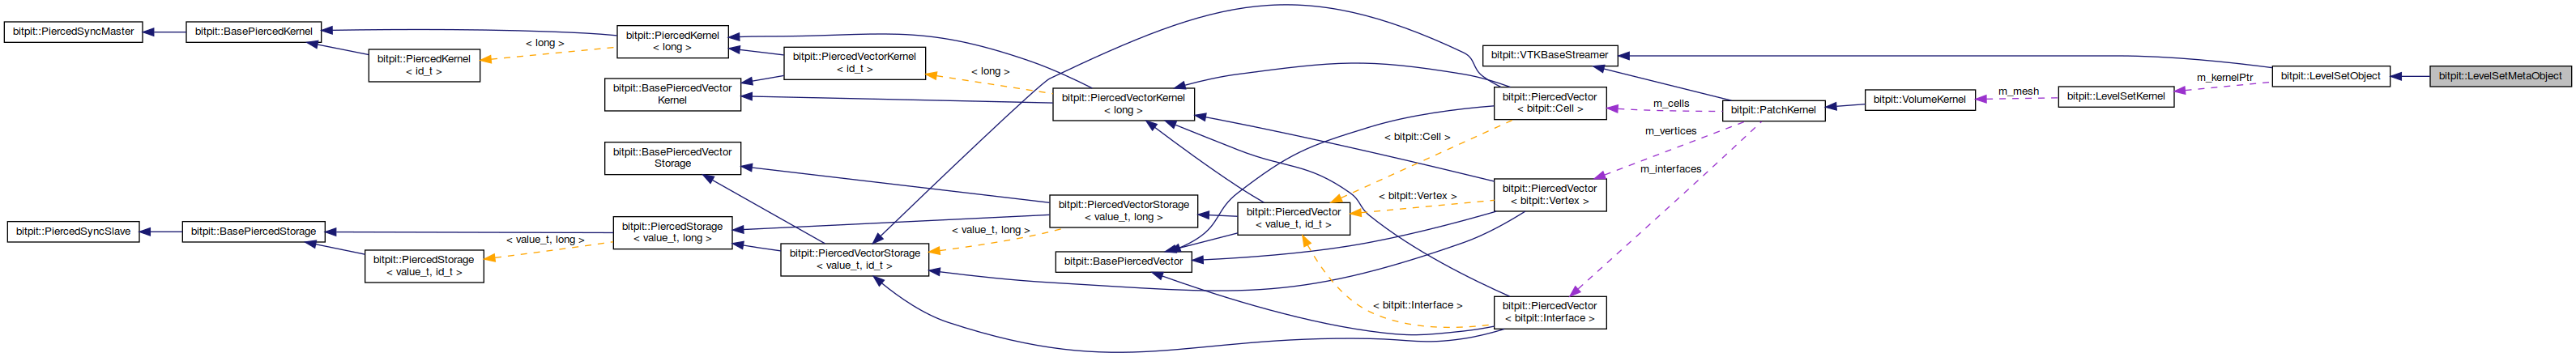 bitpit::PiercedSyncMaster
bitpit::BasePiercedKernel
bitpit::PiercedKernel
< id_t >
< long >
bitpit::PiercedKernel
< long >
bitpit::BasePiercedVector
Kernel
bitpit::PiercedVectorKernel
< id_t >
< long >
bitpit::PiercedVectorKernel
< long >
bitpit::BasePiercedVector
Storage
bitpit::PiercedSyncSlave
bitpit::BasePiercedStorage
bitpit::PiercedStorage
< value_t, id_t >
< value_t, long >
bitpit::PiercedStorage
< value_t, long >
bitpit::PiercedVectorStorage
< value_t, id_t >
< value_t, long >
bitpit::PiercedVectorStorage
< value_t, long >
bitpit::BasePiercedVector
bitpit::PiercedVector
< value_t, id_t >
< bitpit::Cell >
< bitpit::Vertex >
< bitpit::Interface >
bitpit::VTKBaseStreamer
bitpit::PiercedVector
< bitpit::Cell >
bitpit::PiercedVector
< bitpit::Vertex >
bitpit::PiercedVector
< bitpit::Interface >
m_cells
m_vertices
m_interfaces
bitpit::PatchKernel
bitpit::VolumeKernel
m_mesh
bitpit::LevelSetKernel
m_kernelPtr
bitpit::LevelSetObject
bitpit::LevelSetMetaObject